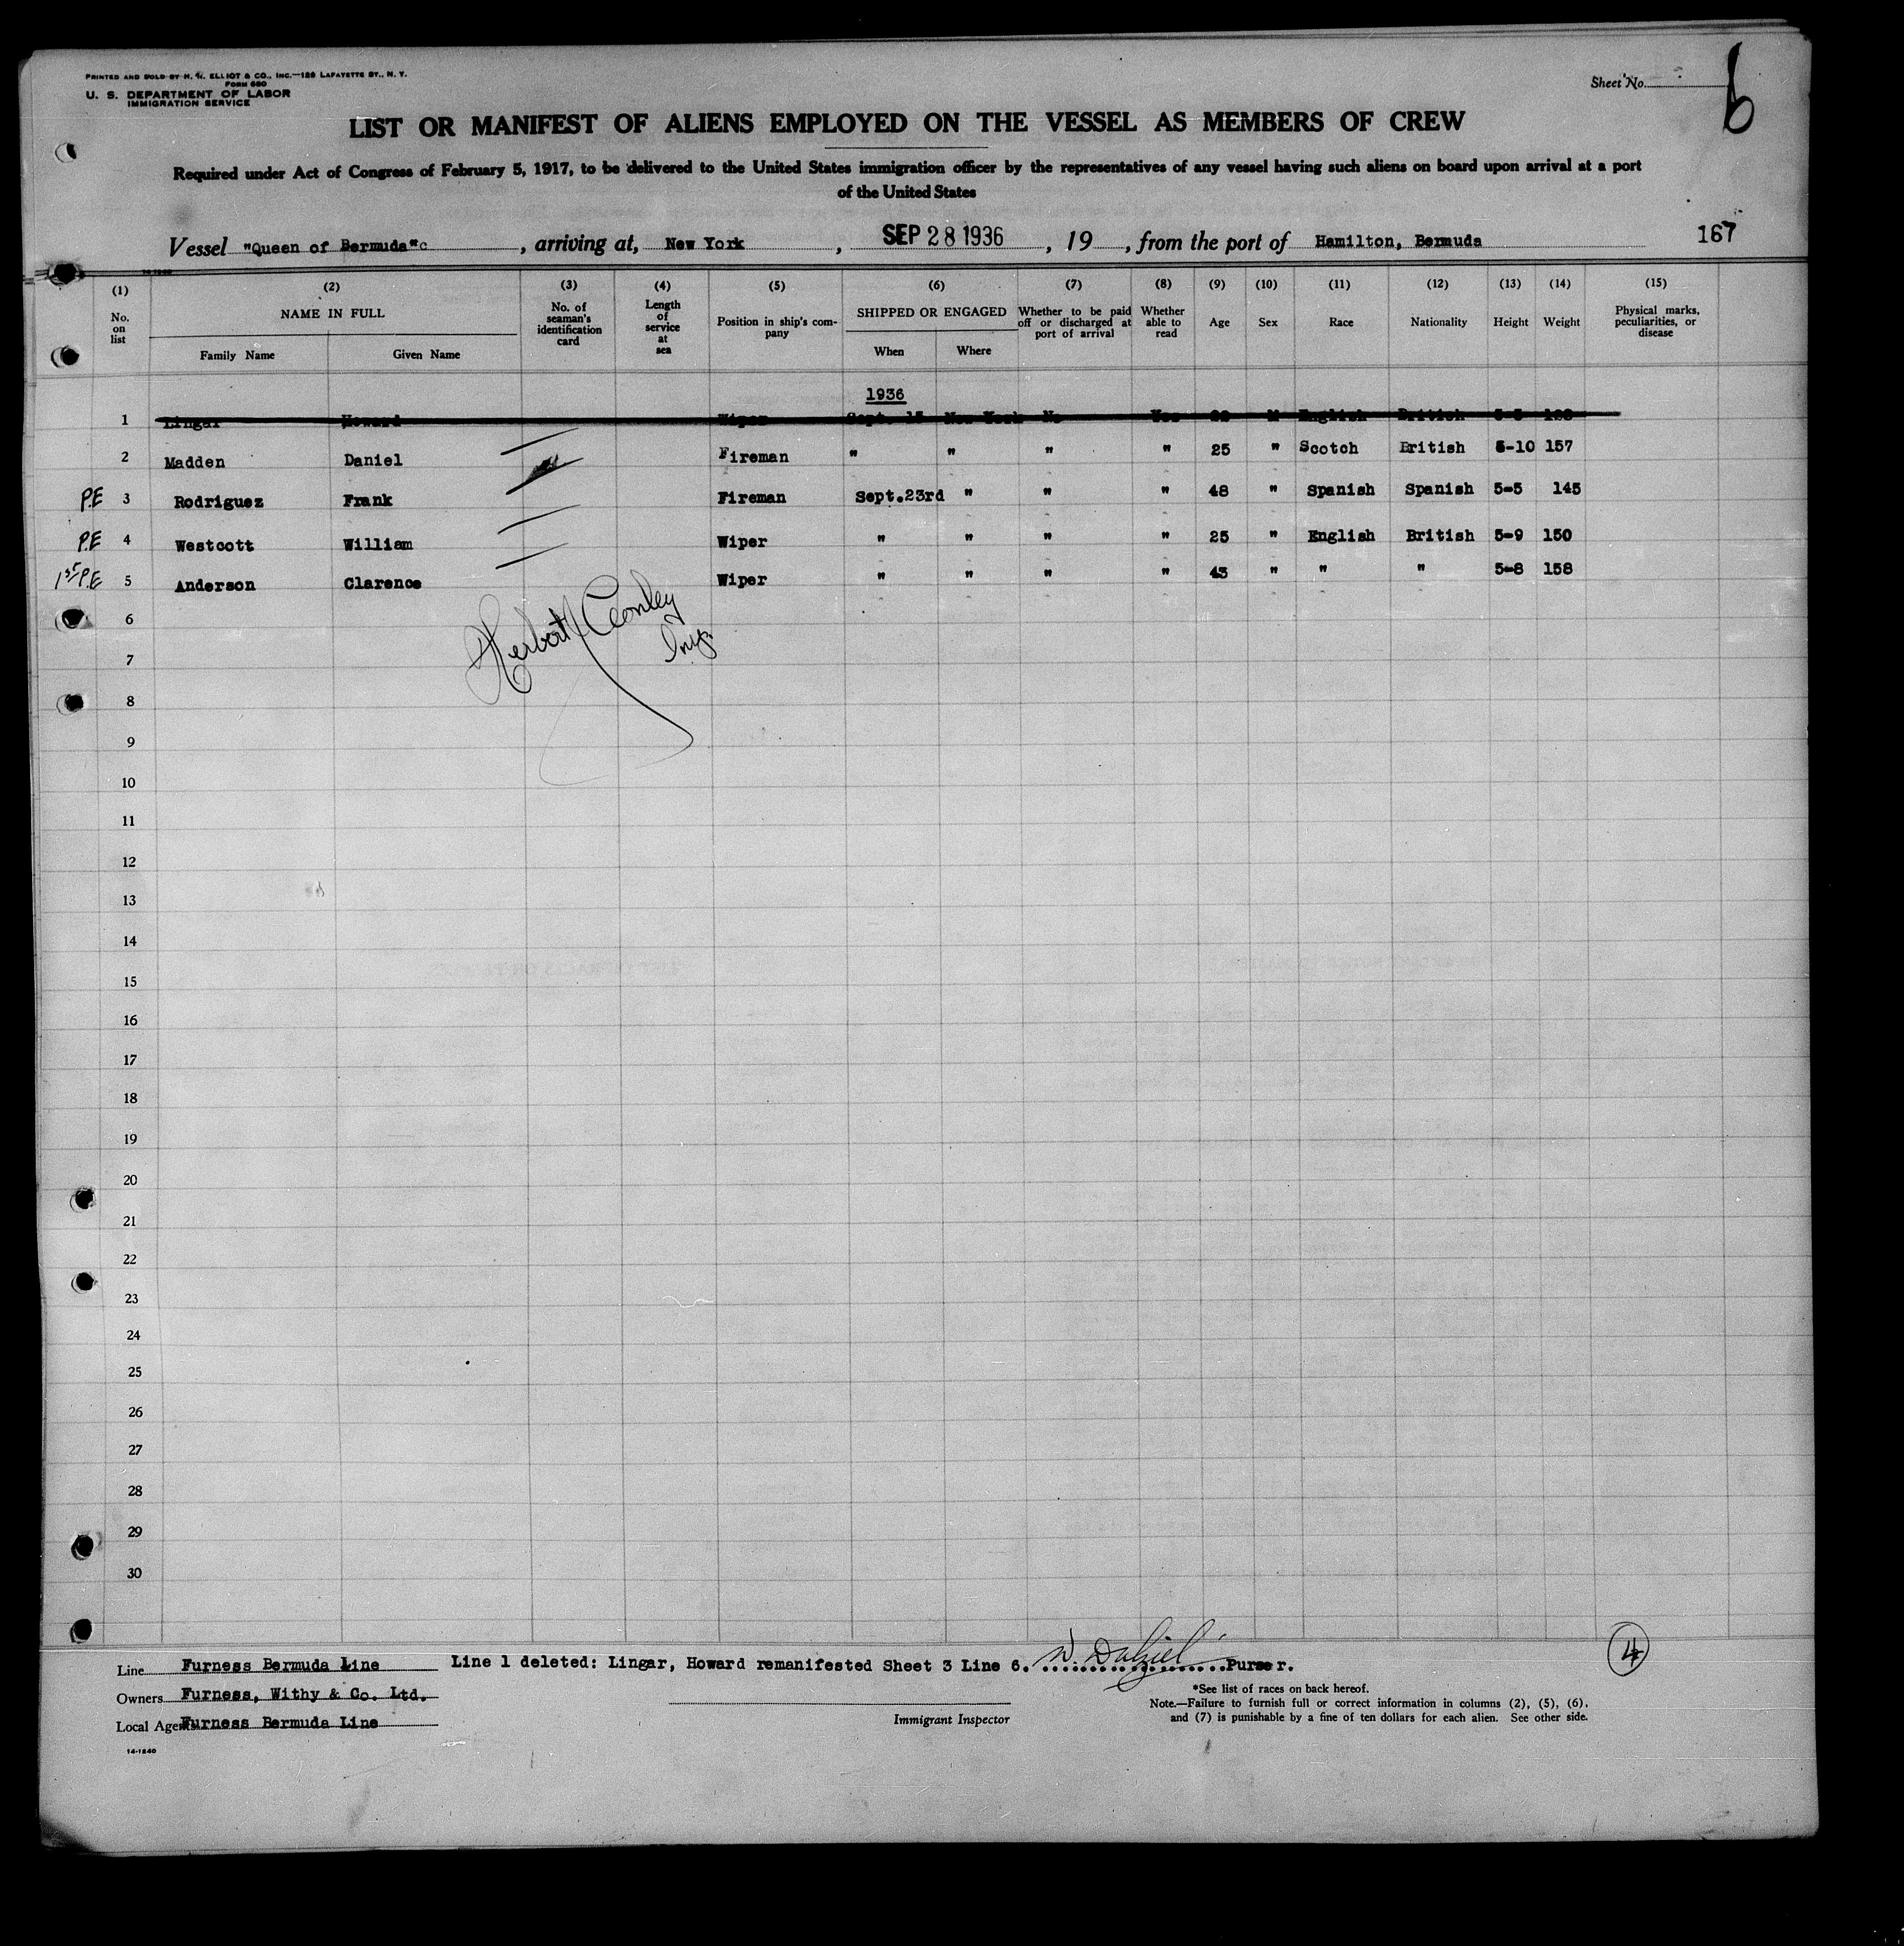 PRINTED AND SOLD BY H. W. ELLIOT & CO., INC.—129 LAFAYETTE ST., N. Y.
FORM 680
U. S. DEPARTMENT OF LABOR
IMMIGRATION SERVICE
Sheet No. 6
LIST OR MANIFEST OF ALIENS EMPLOYED ON THE VESSEL AS MEMBERS OF CREW
Required under Act of Congress of February 5, 1917, to be delivered to the United States immigration officer by the representatives of any vessel having such aliens on board upon arrival at a port
of the United States
Vessel "Queen of Bermuda"c , arriving at, New York , SEP 28 1936 , 19 , from the port of Hamilton, Bermuda 167
14-1240
(1) (2) (3) (4) (5) (6) (7) (8) (9) (10) (11) (12) (13) (14) (15)
No. on list NAME IN FULL Family Name Given Name No. of seaman's identification card Length of service at sea Position in ship's company SHIPPED OR ENGAGED When Where Whether to be paid off or discharged at port of arrival Whether able to read Age Sex Race Nationality Height Weight Physical marks, peculiarities, or disease
1936
1 Lingar Howard Wiper Sept. 15 New York No Yes 22 M English British
2 Madden Daniel Fireman " " " " 25 " Scotch British 5-10 157
P.E 3 Rodriguez Frank Fireman Sept.23rd " " " 48 " Spanish Spanish 5-5 145
P.E 4 Westcott William Wiper " " " " 25 " English British 5-9 150
1st P.E 5 Anderson Clarence Wiper " " " " 43 " " " 5-8 158
6
Herbert Conley
Insp.
7
8
9
10
11
12
13
14
15
16
17
18
19
20
21
22
23
24
25
26
27
28
29
30
Line Furness Bermuda Line Line 1 deleted: Lingar, Howard remanifested Sheet 3 Line 6. W Dalziel Purser. 4
Owners Furness, Withy & Co. Ltd.
Local Agents Furness Bermuda Line
Immigrant Inspector
*See list of races on back hereof.
Note.—Failure to furnish full or correct information in columns (2), (5), (6),
and (7) is punishable by a fine of ten dollars for each alien. See other side.
14-1240